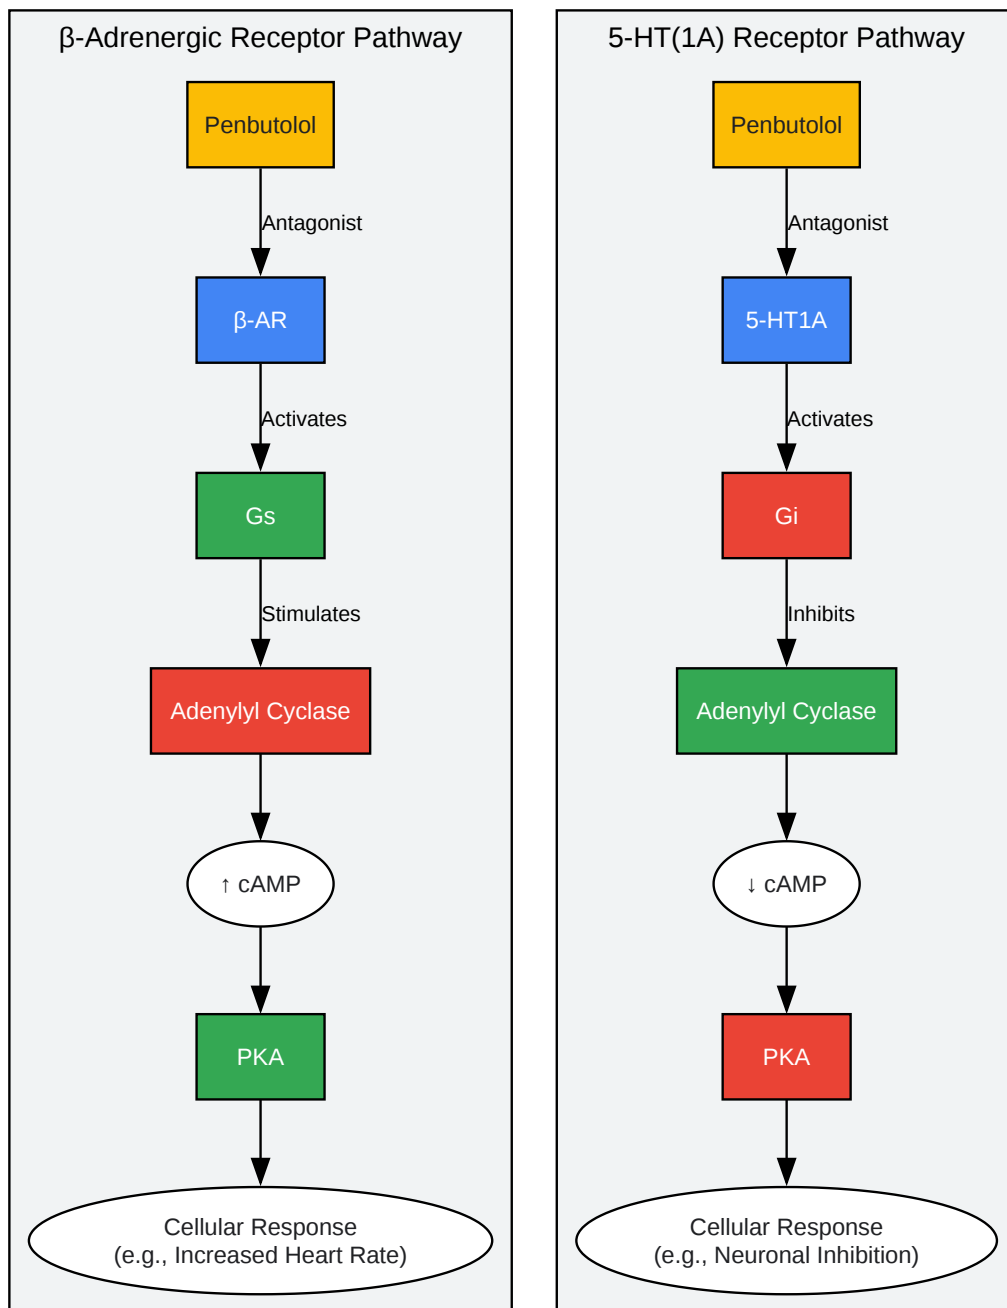 β-Adrenergic Receptor Pathway
Penbutolol
Antagonist
β-AR
Activates
Gs
Stimulates
Adenylyl Cyclase
↑ cAMP
PKA
Cellular Response
(e.g., Increased Heart Rate)
5-HT(1A) Receptor Pathway
Penbutolol
Antagonist
5-HT1A
Activates
Gi
Inhibits
Adenylyl Cyclase
↓ cAMP
PKA
Cellular Response
(e.g., Neuronal Inhibition)